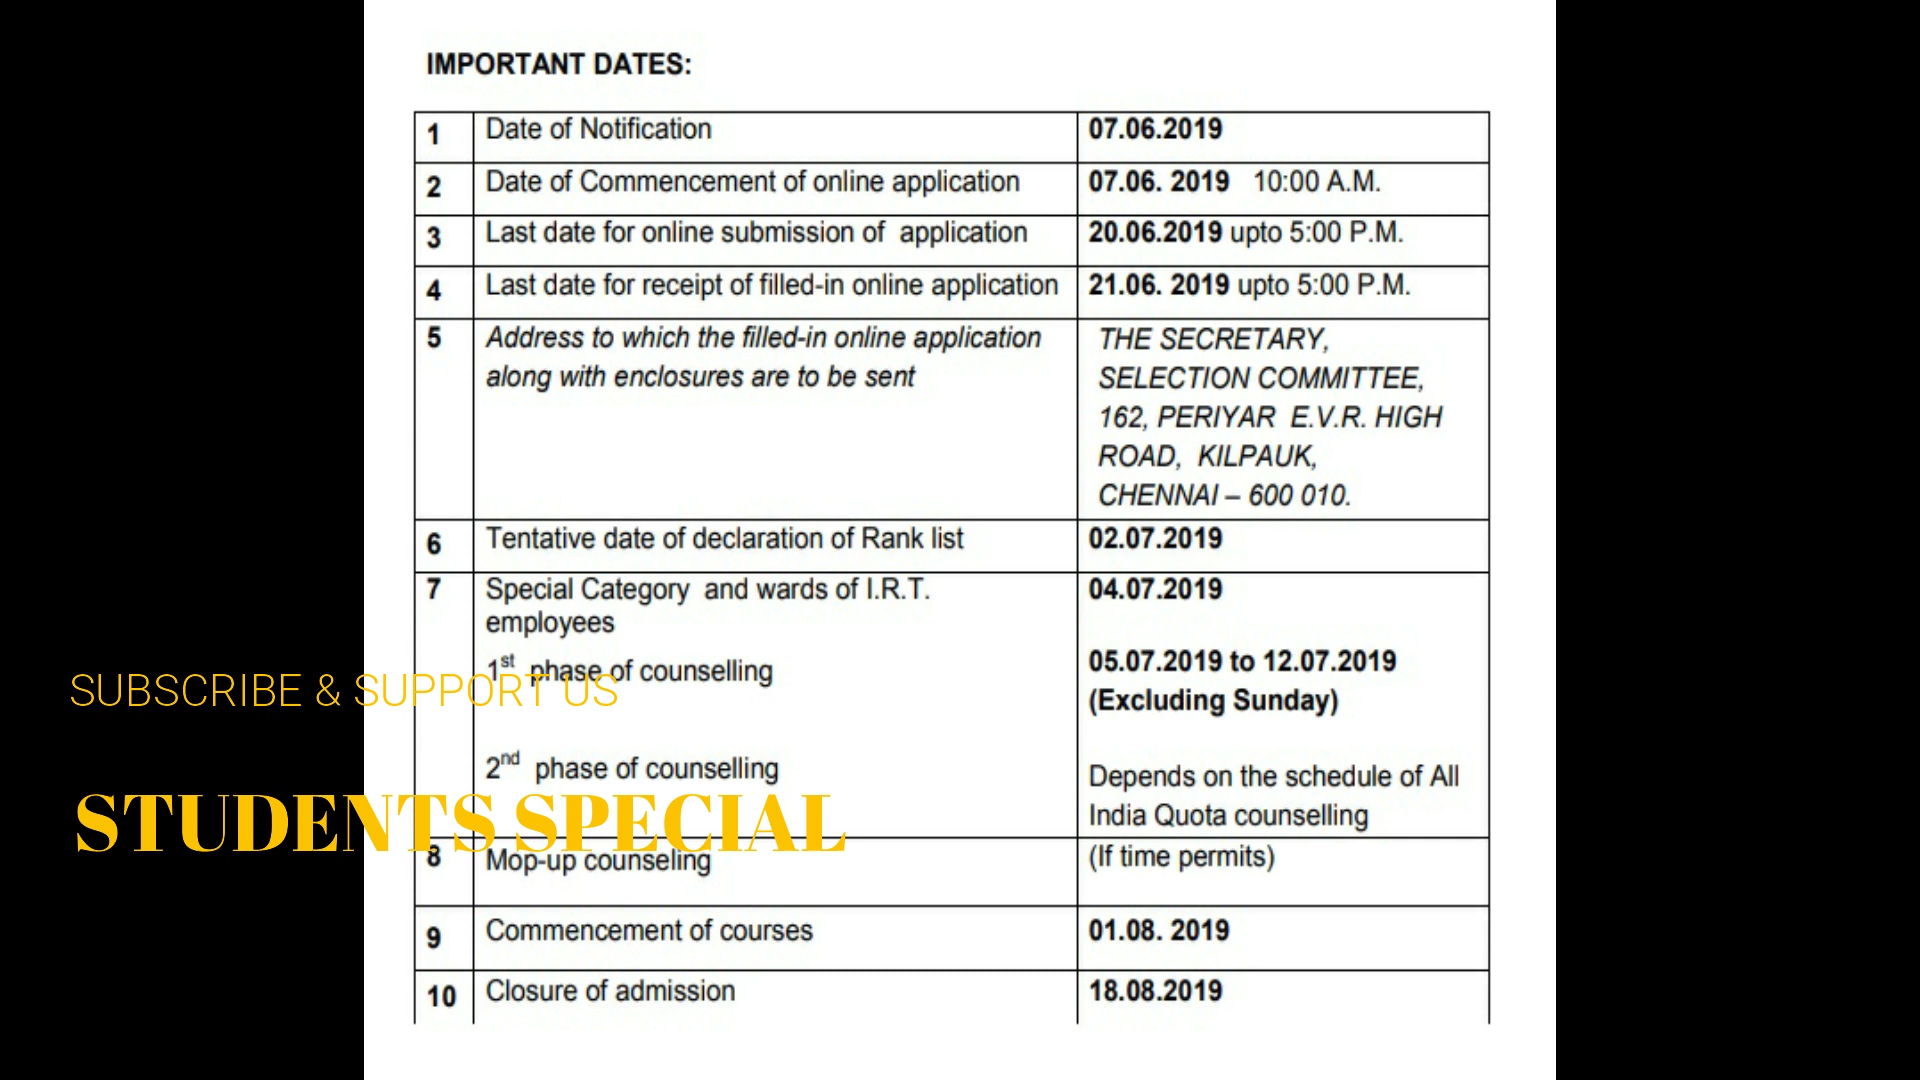 IMPORTANT DATES:
1 Date of Notification 07.06.2019
2 Date of Commencement of online application 07.06. 2019 10:00 A.M.
3 Last date for online submission of application 20.06.2019 upto 5:00 P.M.
4 Last date for receipt of filled-in online application 21.06. 2019 upto 5:00 P.M.
5 Address to which the filled-in online application THE SECRETARY,
along with enclosures are to be sent SELECTION COMMITTEE,
162, PERIYAR E.V.R. HIGH
ROAD, KILPAUK,
CHENNAI – 600 010.
6 Tentative date of declaration of Rank list 02.07.2019
7 Special Category and wards of I.R.T. 04.07.2019
employees
1st phase of counselling 05.07.2019 to 12.07.2019
(Excluding Sunday)
2nd phase of counselling Depends on the schedule of All
India Quota counselling
8 Mop-up counseling (If time permits)
9 Commencement of courses 01.08. 2019
10 Closure of admission 18.08.2019
SUBSCRIBE & SUPPORT US
STUDENTS SPECIAL